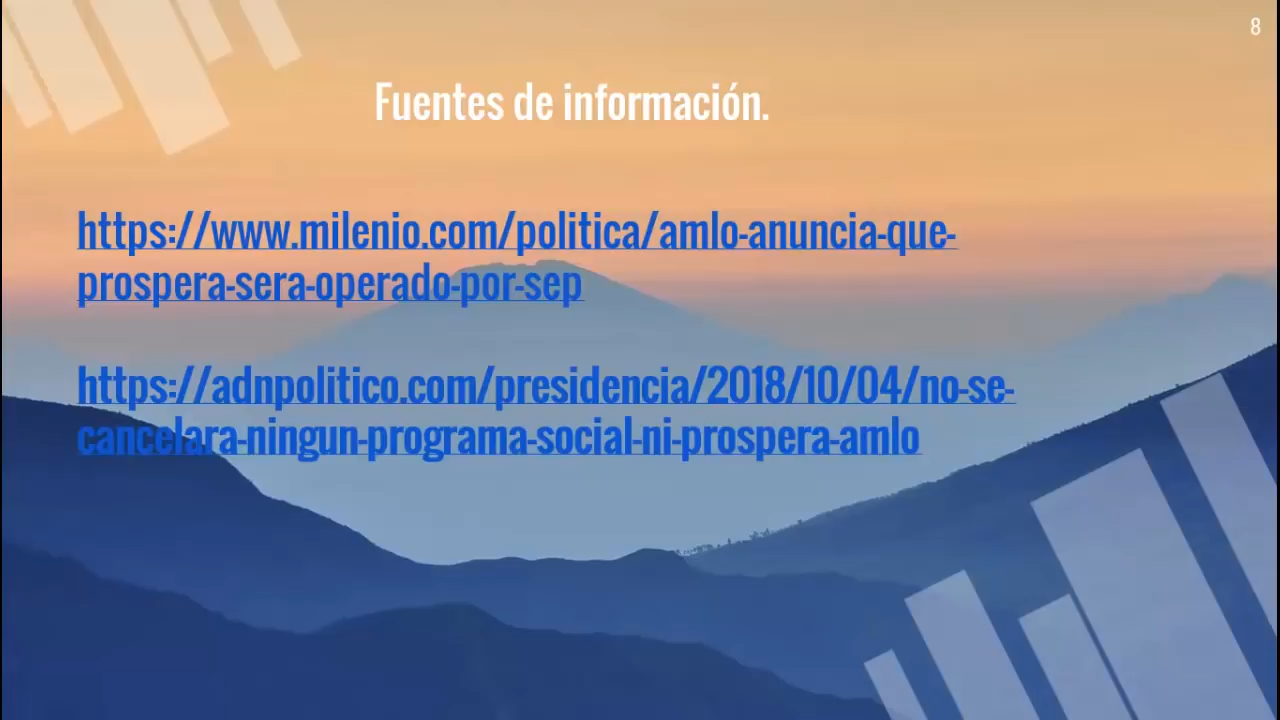 8
Fuentes de información.
https://www.milenio.com/politica/amlo-anuncia-que-
prospera-sera-operado-por-sep
https://adnpolitico.com/presidencia/2018/10/04/no-se-
cancelara-ningun-programa-social-ni-prospera-amlo